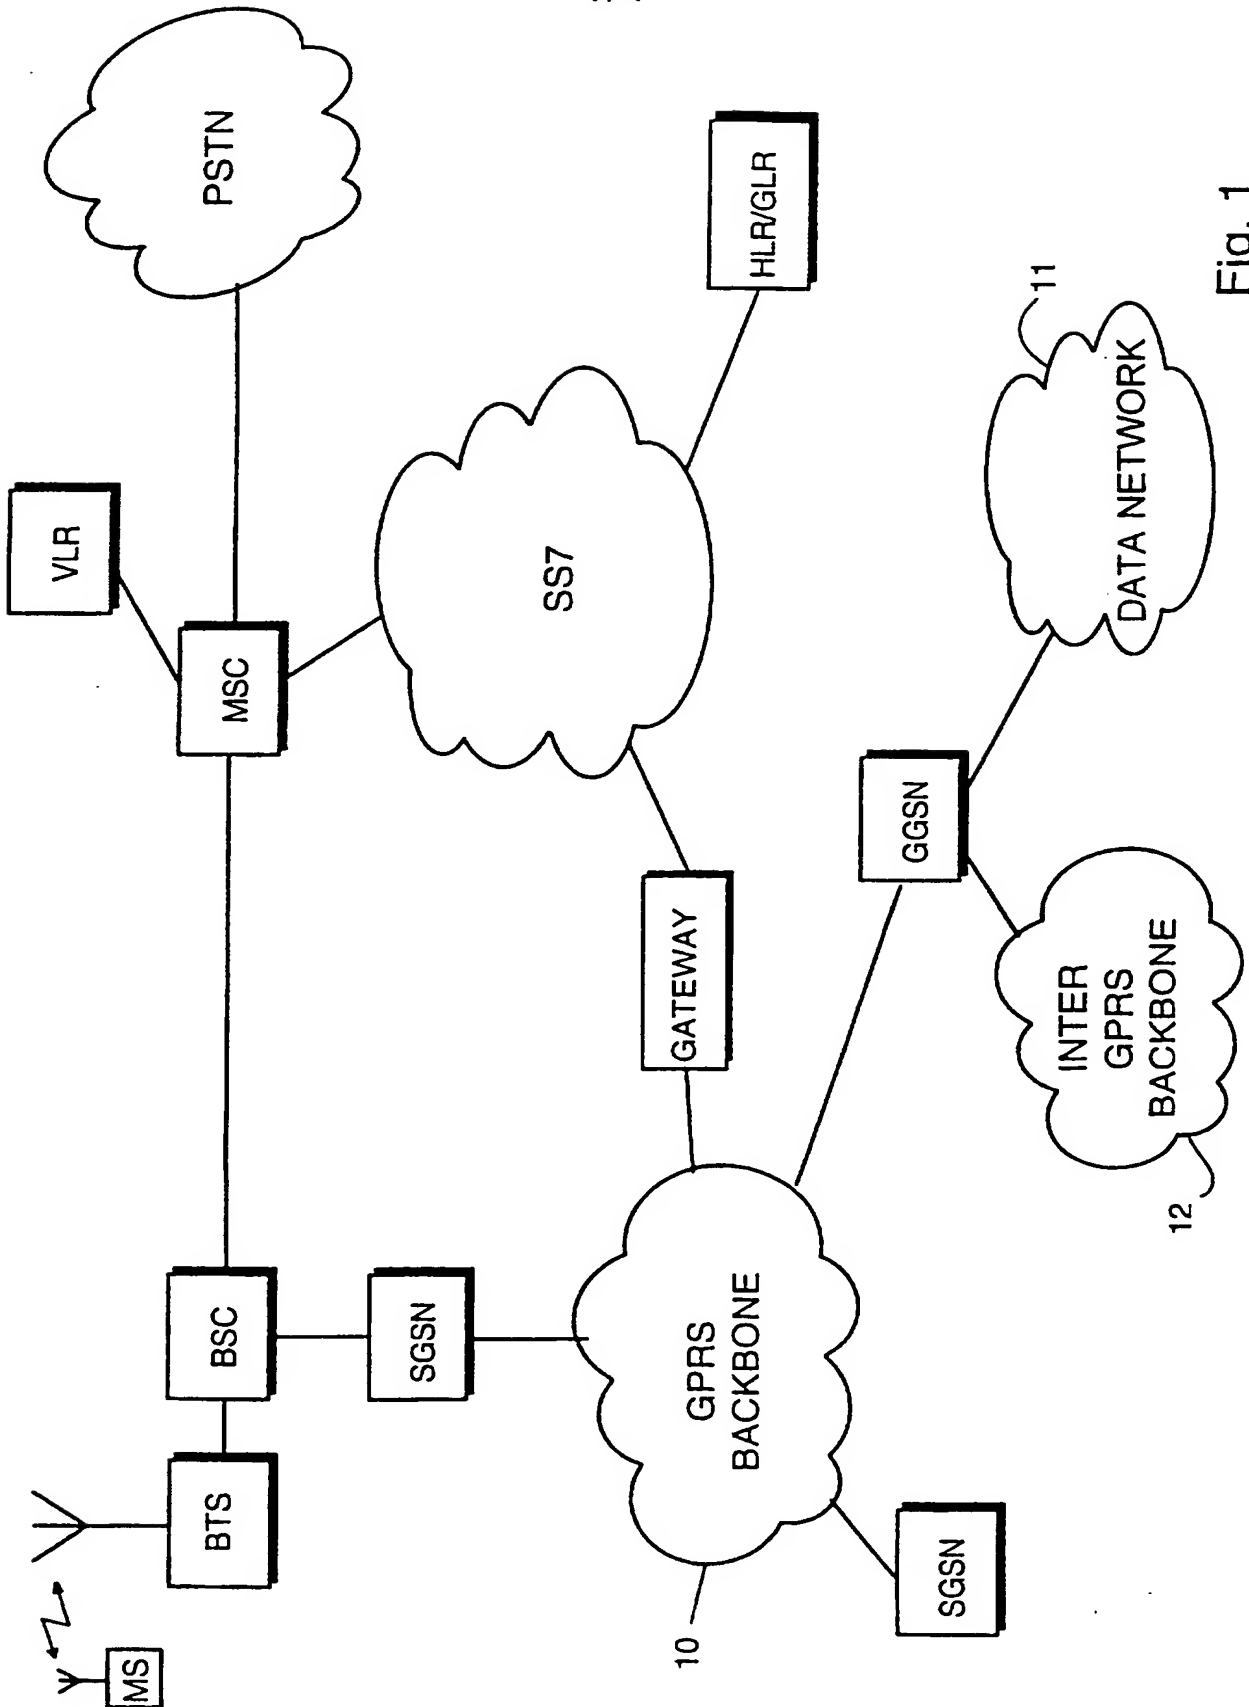 MS
BTS
BSC
MSC
VLR
PSTN
SGSN
SS7
GPRS
BACKBONE
10
GATEWAY
HLR/GLR
SGSN
GGSN
INTER
GPRS
BACKBONE
12
DATA NETWORK
11
Fig. 1